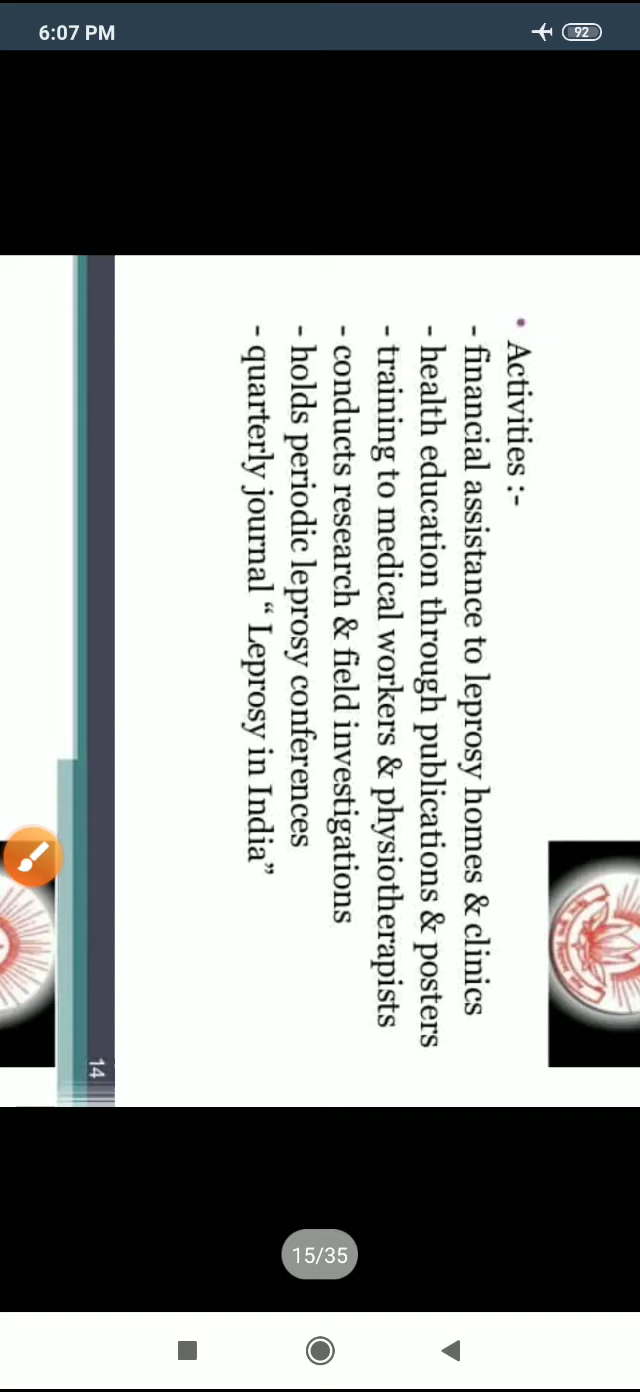 6:07 PM
92
• Activities :-
- financial assistance to leprosy homes & clinics
- health education through publications & posters
- training to medical workers & physiotherapists
- conducts research & field investigations
- holds periodic leprosy conferences
- quarterly journal “ Leprosy in India”
14
15/35